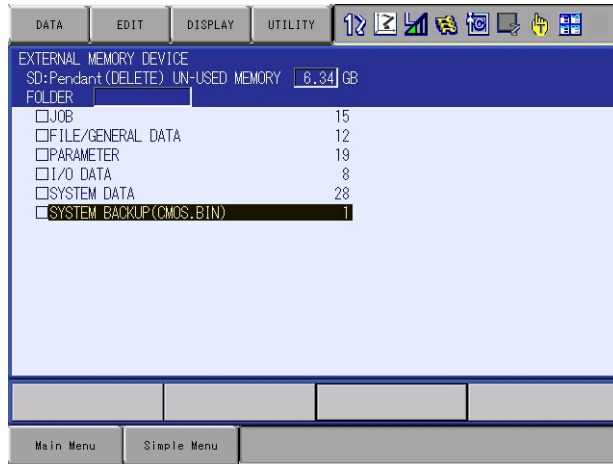 DATA EDIT DISPLAY UTILITY
EXTERNAL MEMORY DEVICE
SD:Pendant(DELETE) UN-USED MEMORY 6.34 GB
FOLDER
JOB 15
FILE/GENERAL DATA 12
PARAMETER 19
I/O DATA 8
SYSTEM DATA 28
SYSTEM BACKUP(CMOS.BIN) 1
Main Menu Simple Menu